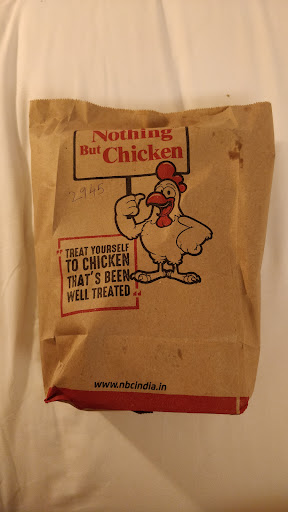 Nothing
But Chicken
2945
"TREAT YOURSELF
TO CHICKEN
THAT'S BEEN
WELL TREATED"
www.nbcindia.in